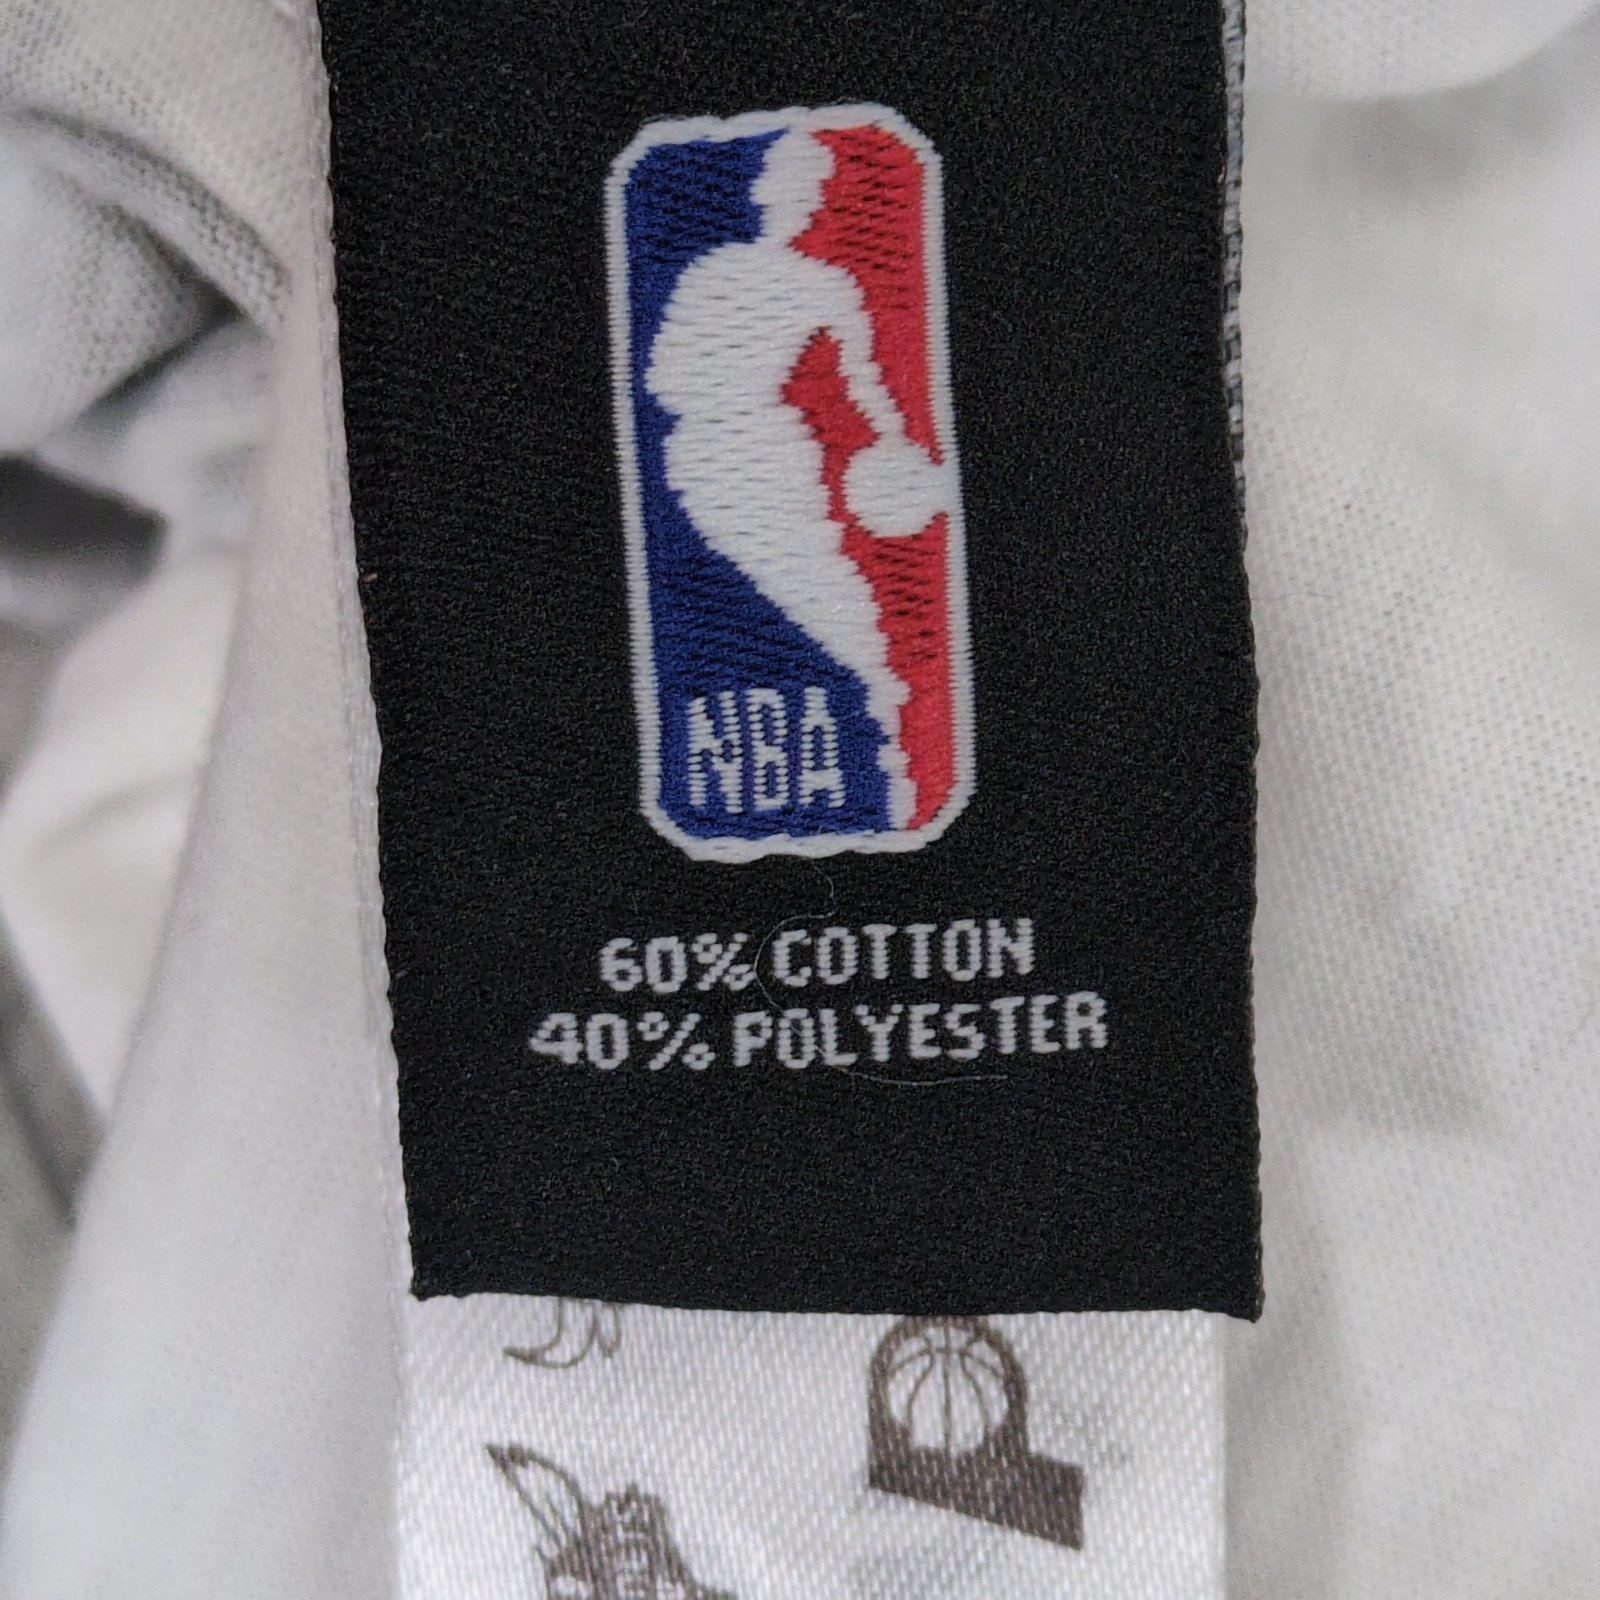 NBA
60% COTTON
40% POLYESTER